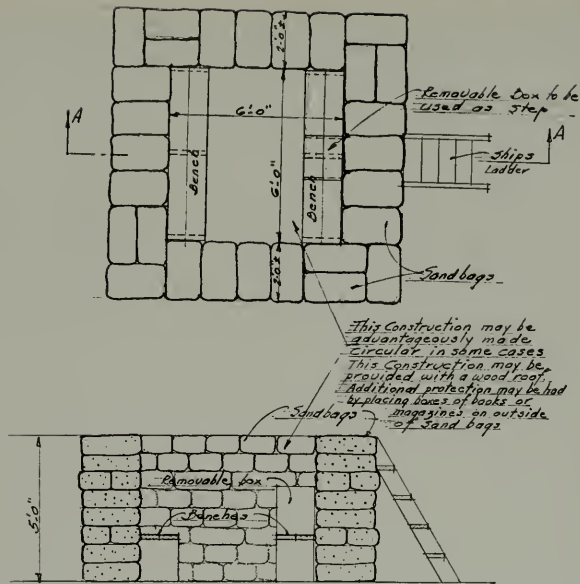 2'-0"±
Removable Box to be
used as step
A
A
6'-0"
Ships
Ladder
Bench
6'-0"
Bench
2'-0"±
Sandbags
This Construction may be
advantageously made
circular in some cases
This Construction may be
provided with a wood roof.
Additional protection may be had
by placing boxes of books or
magazines on outside
of sand bags
Sandbags
Removable box
Benches
5'-0"